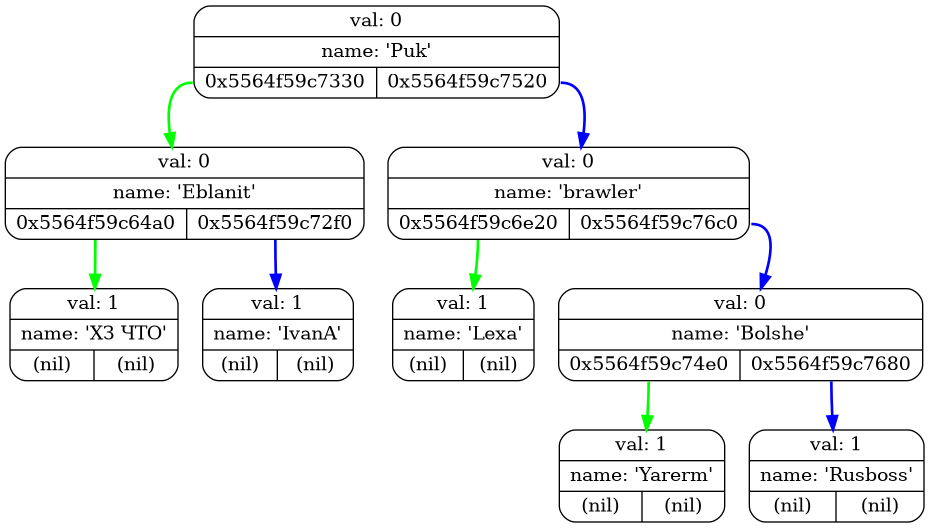 val: 0
name: 'Puk'
0x5564f59c7330 0x5564f59c7520
val: 0
name: 'Eblanit'
0x5564f59c64a0 0x5564f59c72f0
val: 0
name: 'brawler'
0x5564f59c6e20 0x5564f59c76c0
val: 1
name: 'ХЗ ЧТО'
(nil) (nil)
val: 1
name: 'IvanA'
(nil) (nil)
val: 1
name: 'Lexa'
(nil) (nil)
val: 0
name: 'Bolshe'
0x5564f59c74e0 0x5564f59c7680
val: 1
name: 'Yarerm'
(nil) (nil)
val: 1
name: 'Rusboss'
(nil) (nil)